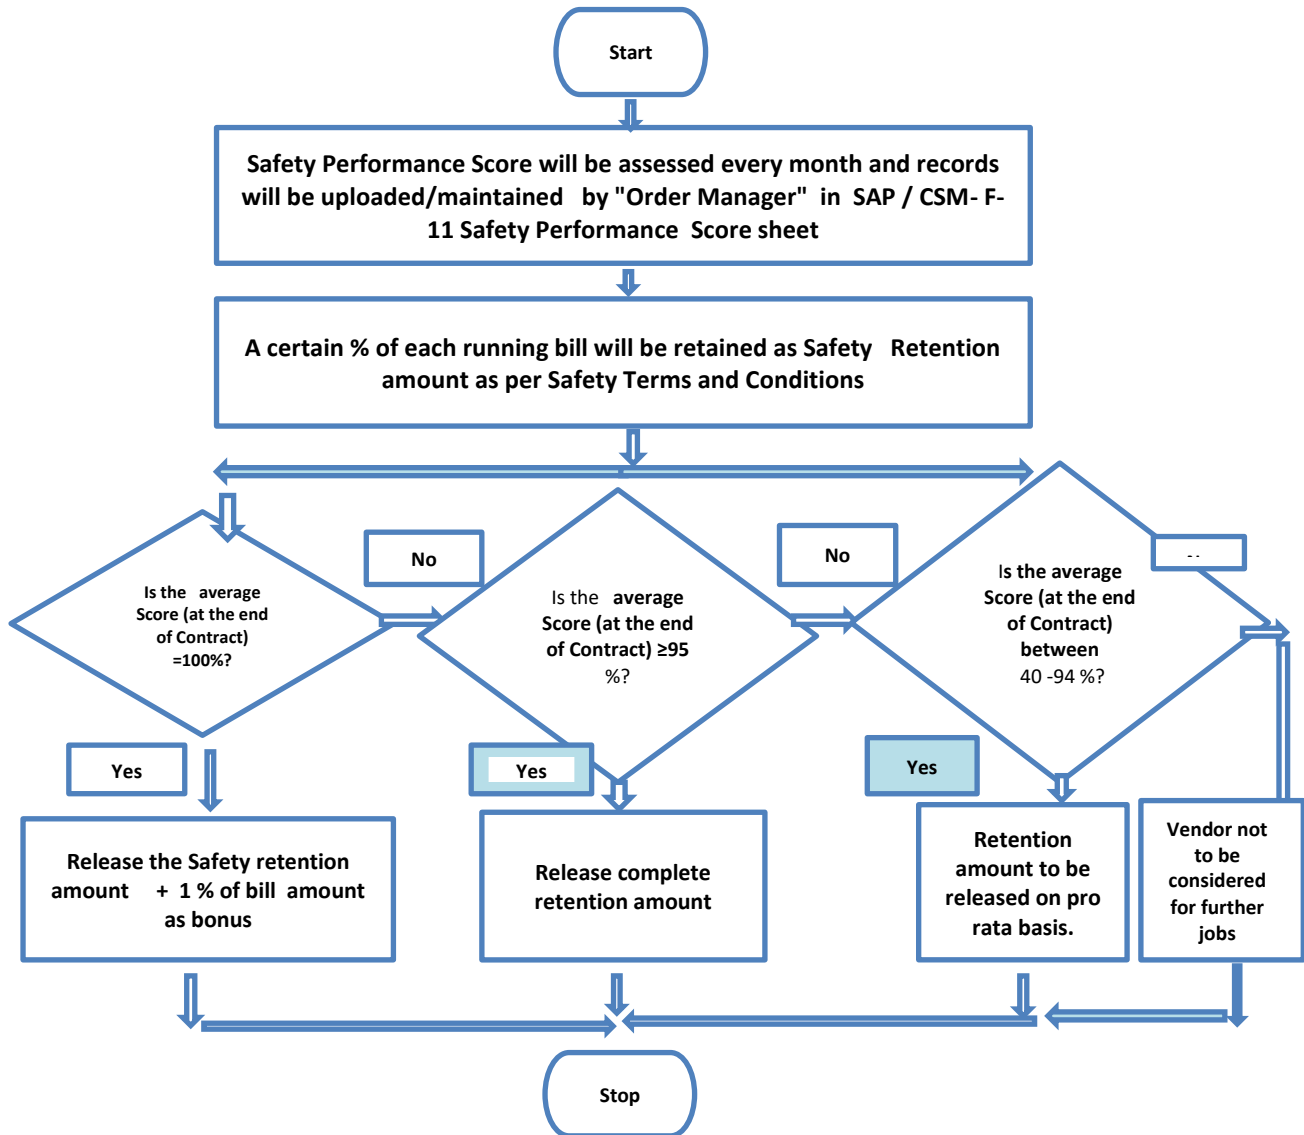 Start
Safety Performance Score will be assessed every month and records
will be uploaded/maintained by "Order Manager" in SAP / CSM- F-
11 Safety Performance Score sheet
A certain % of each running bill will be retained as Safety Retention
amount as per Safety Terms and Conditions
Is the average
Score (at the end
of Contract)
=100%?
No
Is the average
Score (at the end
of Contract) ≥95
%?
No
Is the average
Score (at the end
of Contract)
between
40 -94 %?
Yes
Yes
Yes
Release the Safety retention
amount + 1 % of bill amount
as bonus
Release complete
retention amount
Retention
amount to be
released on pro
rata basis.
Vendor not
to be
considered
for further
jobs
Stop